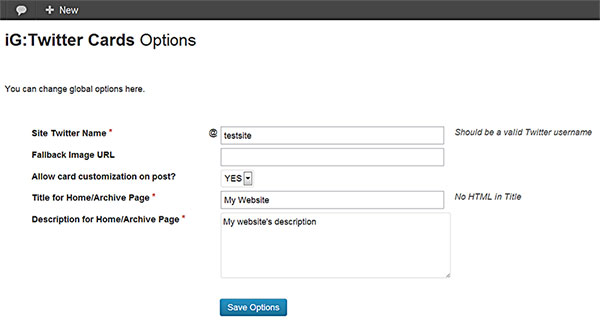 + New
iG:Twitter Cards Options
You can change global options here.
Site Twitter Name * @ testsite Should be a valid Twitter username
Fallback Image URL
Allow card customization on post? YES
Title for Home/Archive Page * My Website No HTML in Title
Description for Home/Archive Page * My website's description
Save Options